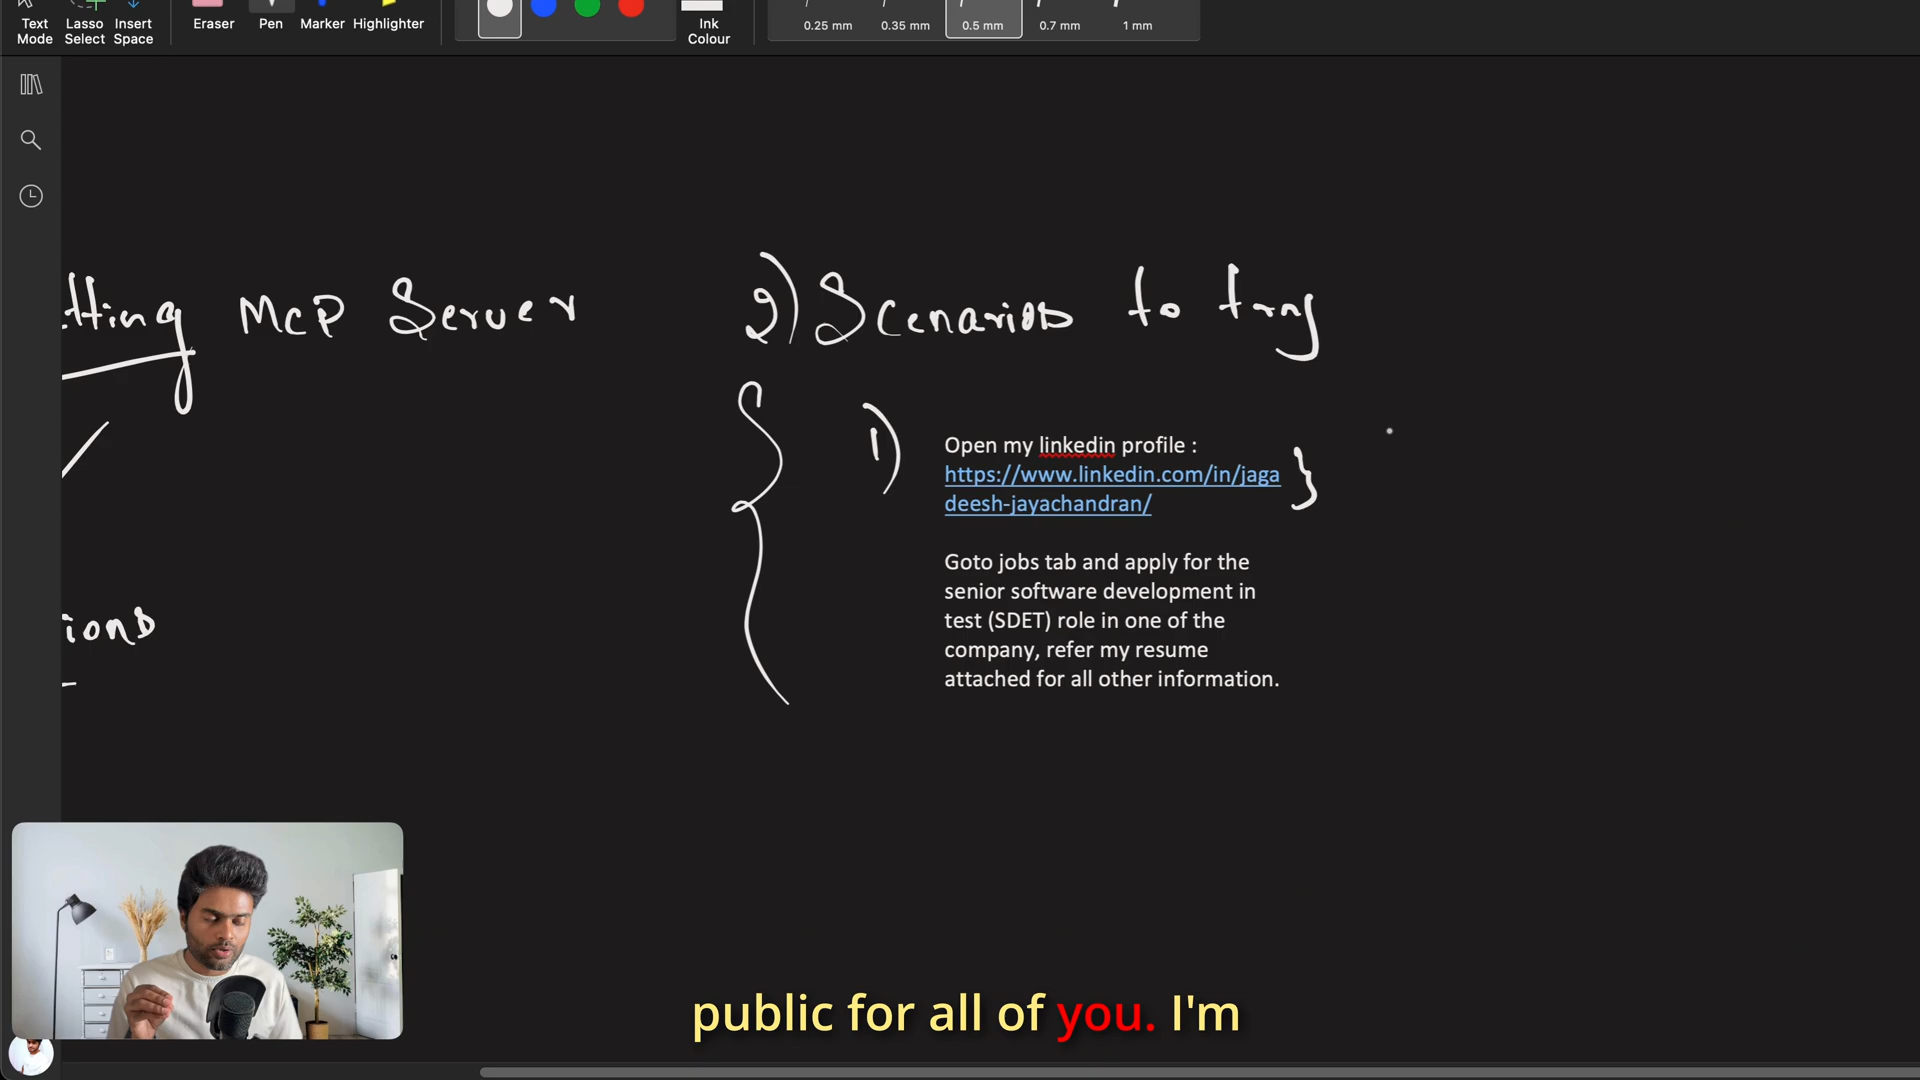 Text
Mode
Lasso
Select
Insert
Space
Eraser
Pen
Marker
Highlighter
Ink
Colour
0.25 mm
0.35 mm
0.5 mm
0.7 mm
1 mm
tting MCP Server
2) Scenarios to
1)
Open my linkedin profile :
https://www.linkedin.com/in/jaga
deesh-jayachandran/
Goto jobs tab and apply for the
senior software development in
test (SDET) role in one of the
company, refer my resume
attached for all other information.
ions
public for all of you. I'm